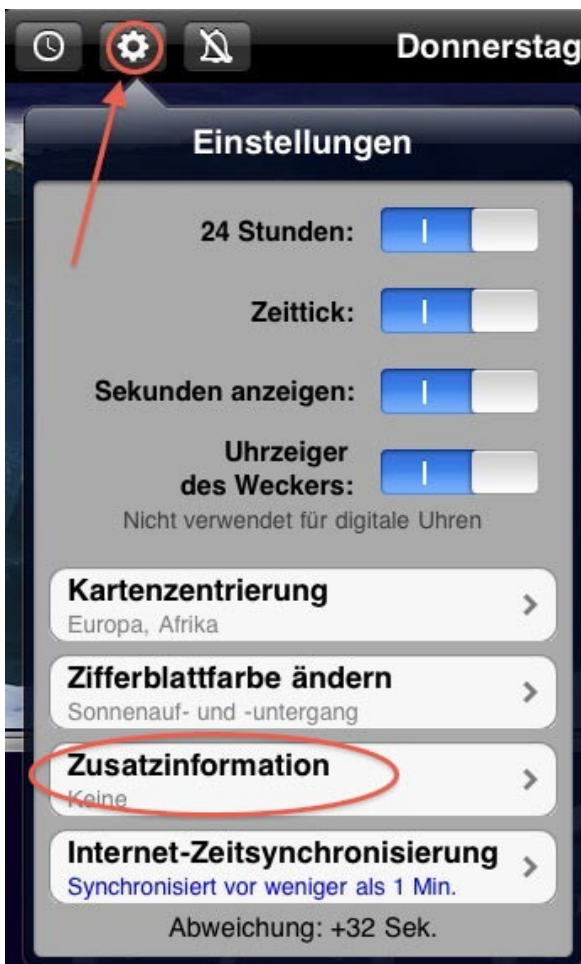 Donnerstag
Einstellungen
24 Stunden:
Zeittick:
Sekunden anzeigen:
Uhrzeiger
des Weckers:
Nicht verwendet für digitale Uhren
Kartenzentrierung
Europa, Afrika
Zifferblattfarbe ändern
Sonnenauf- und -untergang
Zusatzinformation
Keine
Internet-Zeitsynchronisierung
Synchronisiert vor weniger als 1 Min.
Abweichung: +32 Sek.